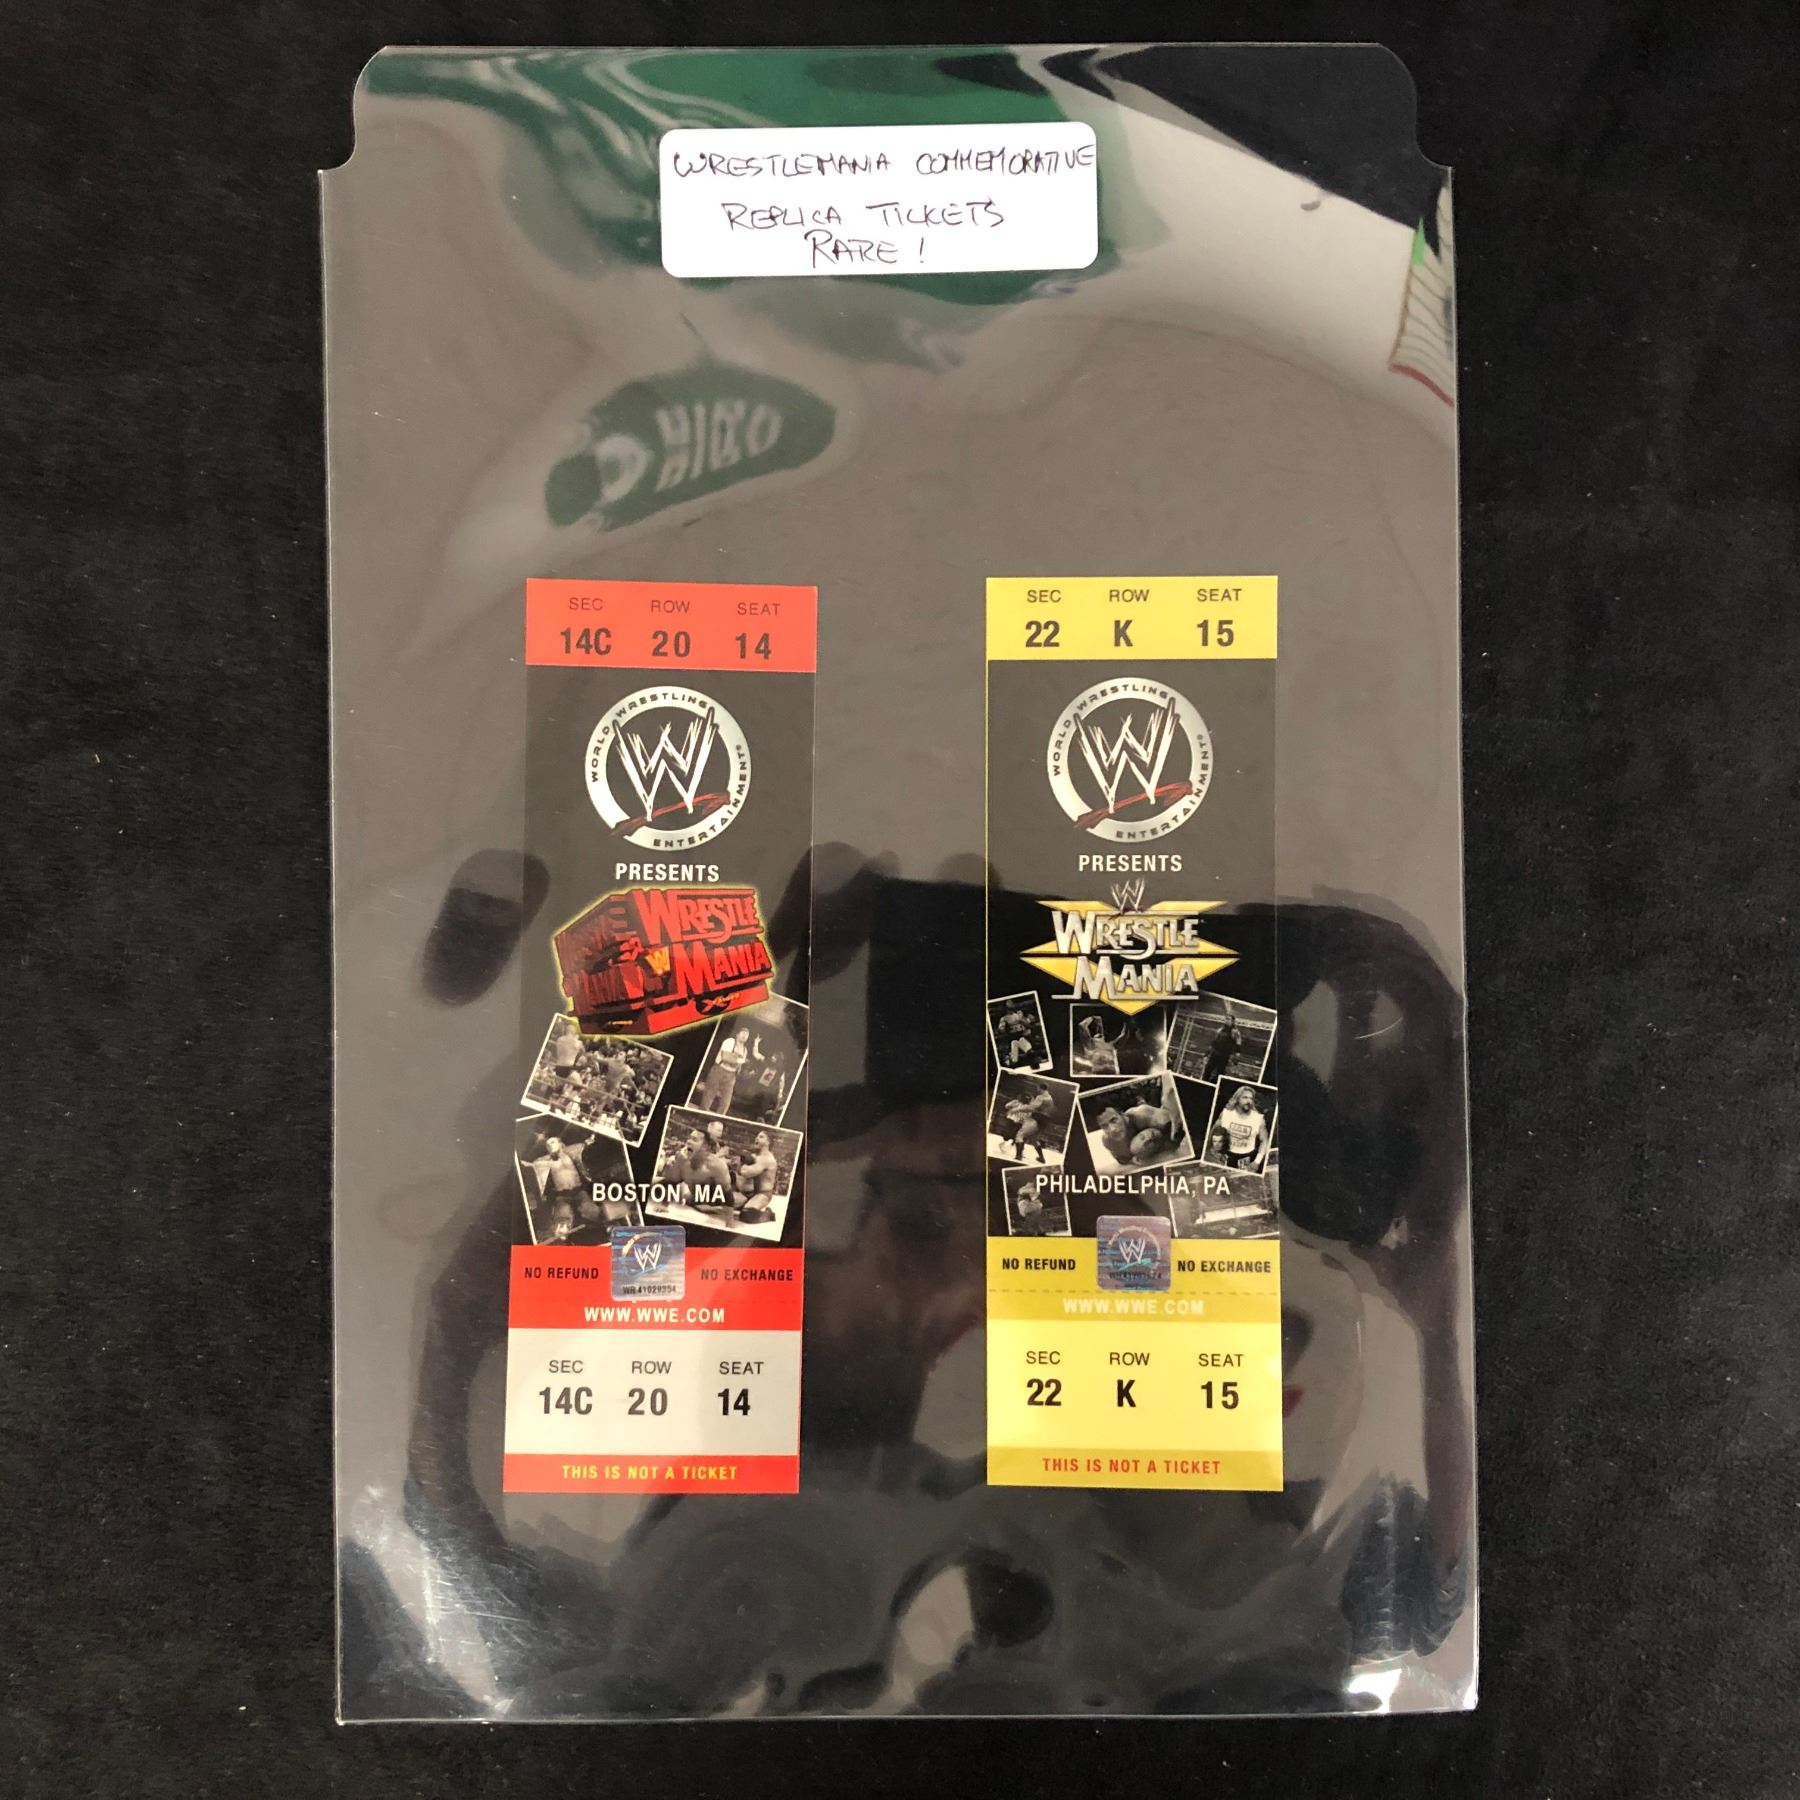 WRESTLEMANIA COMMEMORATIVE
REPLICA TICKETS
RARE!
SEC ROW SEAT
14C 20 14
WORLD WRESTLING ENTERTAINMENT
W
PRESENTS
WRESTLE
MANIA
BOSTON, MA
NO REFUND
NO EXCHANGE
WWW.WWE.COM
SEC ROW SEAT
14C 20 14
THIS IS NOT A TICKET
SEC ROW SEAT
22 K 15
WORLD WRESTLING ENTERTAINMENT
W
PRESENTS
W
WRESTLE
MANIA
PHILADELPHIA, PA
NO REFUND
NO EXCHANGE
WWW.WWE.COM
SEC ROW SEAT
22 K 15
THIS IS NOT A TICKET